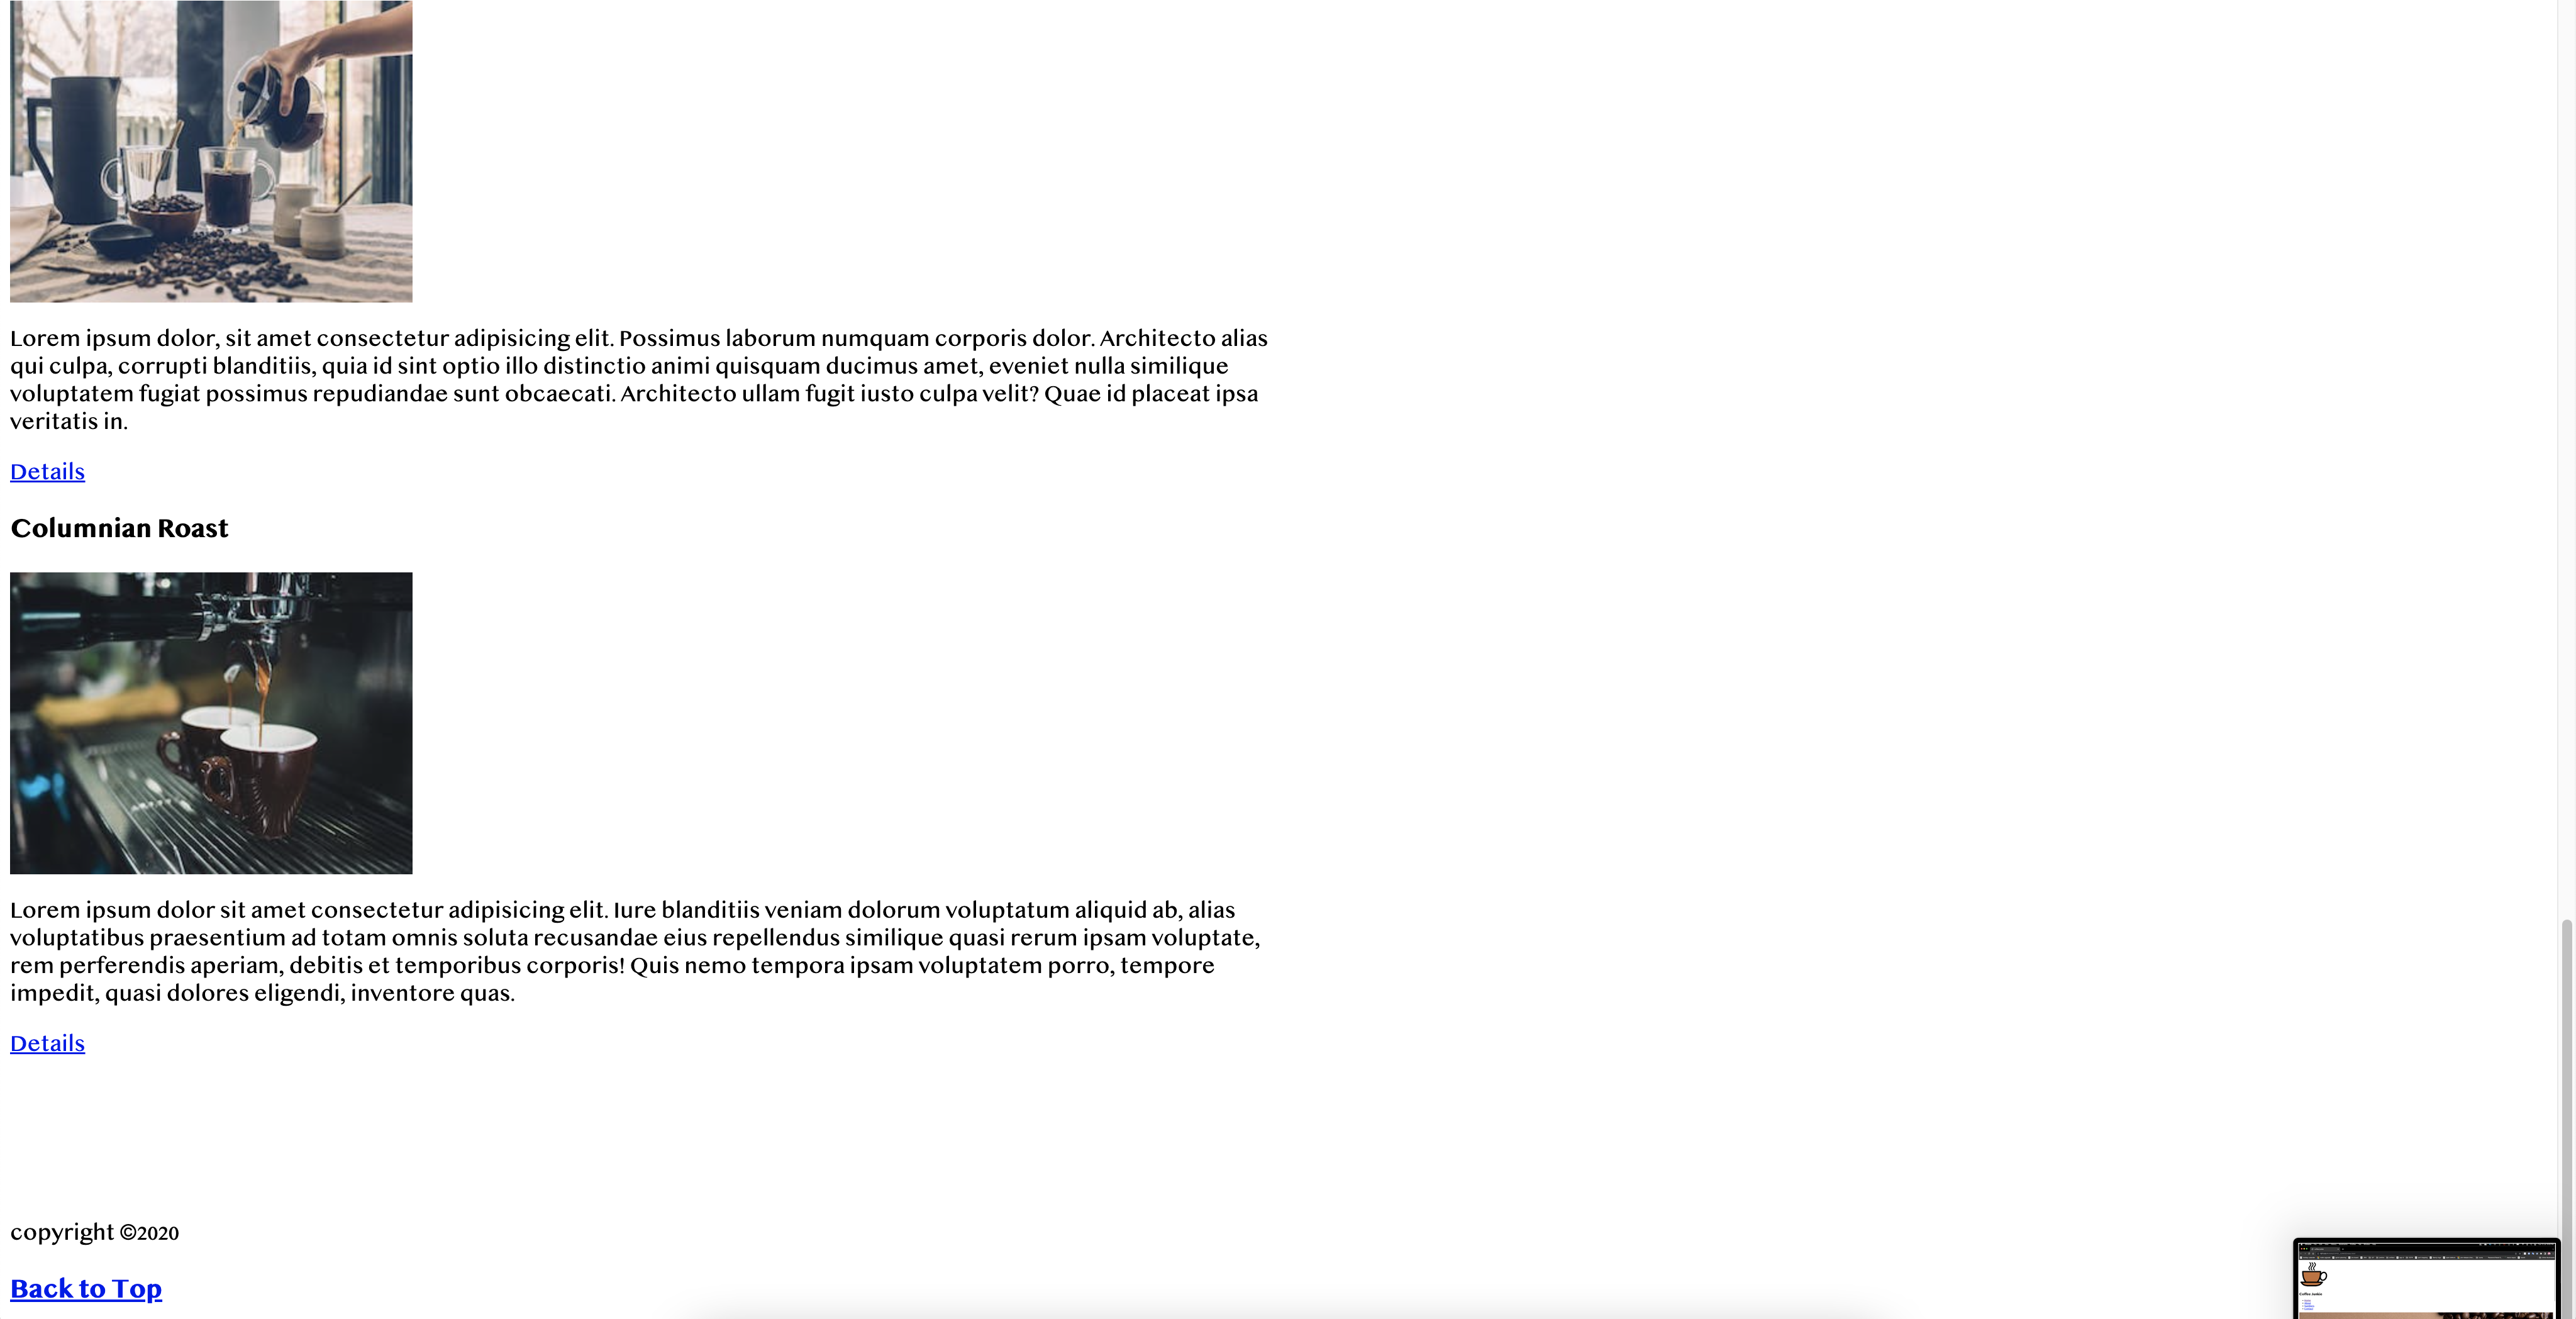 Lorem ipsum dolor, sit amet consectetur adipisicing elit. Possimus laborum numquam corporis dolor. Architecto alias
qui culpa, corrupti blanditiis, quia id sint optio illo distinctio animi quisquam ducimus amet, eveniet nulla similique
voluptatem fugiat possimus repudiandae sunt obcaecati. Architecto ullam fugit iusto culpa velit? Quae id placeat ipsa
veritatis in.
Details
Columnian Roast
Lorem ipsum dolor sit amet consectetur adipisicing elit. Iure blanditiis veniam dolorum voluptatum aliquid ab, alias
voluptatibus praesentium ad totam omnis soluta recusandae eius repellendus similique quasi rerum ipsam voluptate,
rem perferendis aperiam, debitis et temporibus corporis! Quis nemo tempora ipsam voluptatem porro, tempore
impedit, quasi dolores eligendi, inventore quas.
Details
copyright ©2020
Back to Top